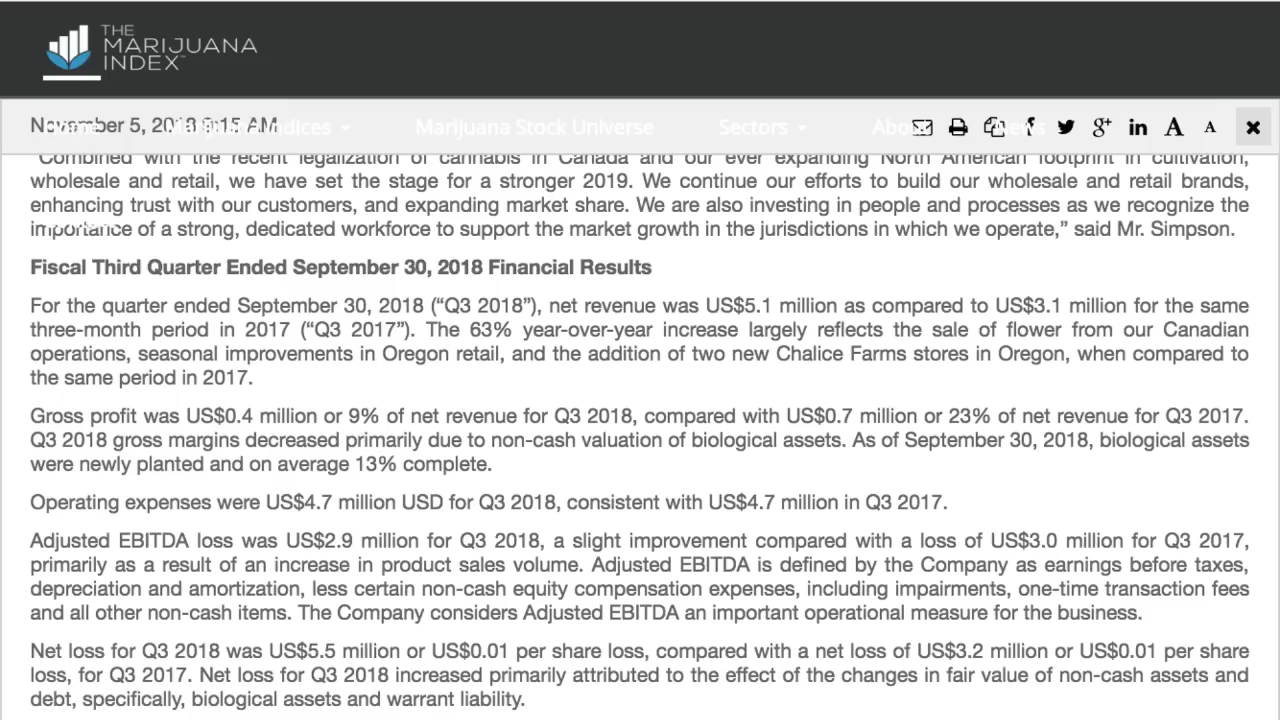 THE
MARIJUANA
INDEX™
November 5, 2018 8:15 AM
Home
Marijuana Indices
Marijuana Stock Universe
Sectors
About
News
f
g+
in
A
A
“Combined with the recent legalization of cannabis in Canada and our ever expanding North American footprint in cultivation,
wholesale and retail, we have set the stage for a stronger 2019. We continue our efforts to build our wholesale and retail brands,
enhancing trust with our customers, and expanding market share. We are also investing in people and processes as we recognize the
importance of a strong, dedicated workforce to support the market growth in the jurisdictions in which we operate,” said Mr. Simpson.
Fiscal Third Quarter Ended September 30, 2018 Financial Results
For the quarter ended September 30, 2018 (“Q3 2018”), net revenue was US$5.1 million as compared to US$3.1 million for the same
three-month period in 2017 (“Q3 2017”). The 63% year-over-year increase largely reflects the sale of flower from our Canadian
operations, seasonal improvements in Oregon retail, and the addition of two new Chalice Farms stores in Oregon, when compared to
the same period in 2017.
Gross profit was US$0.4 million or 9% of net revenue for Q3 2018, compared with US$0.7 million or 23% of net revenue for Q3 2017.
Q3 2018 gross margins decreased primarily due to non-cash valuation of biological assets. As of September 30, 2018, biological assets
were newly planted and on average 13% complete.
Operating expenses were US$4.7 million USD for Q3 2018, consistent with US$4.7 million in Q3 2017.
Adjusted EBITDA loss was US$2.9 million for Q3 2018, a slight improvement compared with a loss of US$3.0 million for Q3 2017,
primarily as a result of an increase in product sales volume. Adjusted EBITDA is defined by the Company as earnings before taxes,
depreciation and amortization, less certain non-cash equity compensation expenses, including impairments, one-time transaction fees
and all other non-cash items. The Company considers Adjusted EBITDA an important operational measure for the business.
Net loss for Q3 2018 was US$5.5 million or US$0.01 per share loss, compared with a net loss of US$3.2 million or US$0.01 per share
loss, for Q3 2017. Net loss for Q3 2018 increased primarily attributed to the effect of the changes in fair value of non-cash assets and
debt, specifically, biological assets and warrant liability.